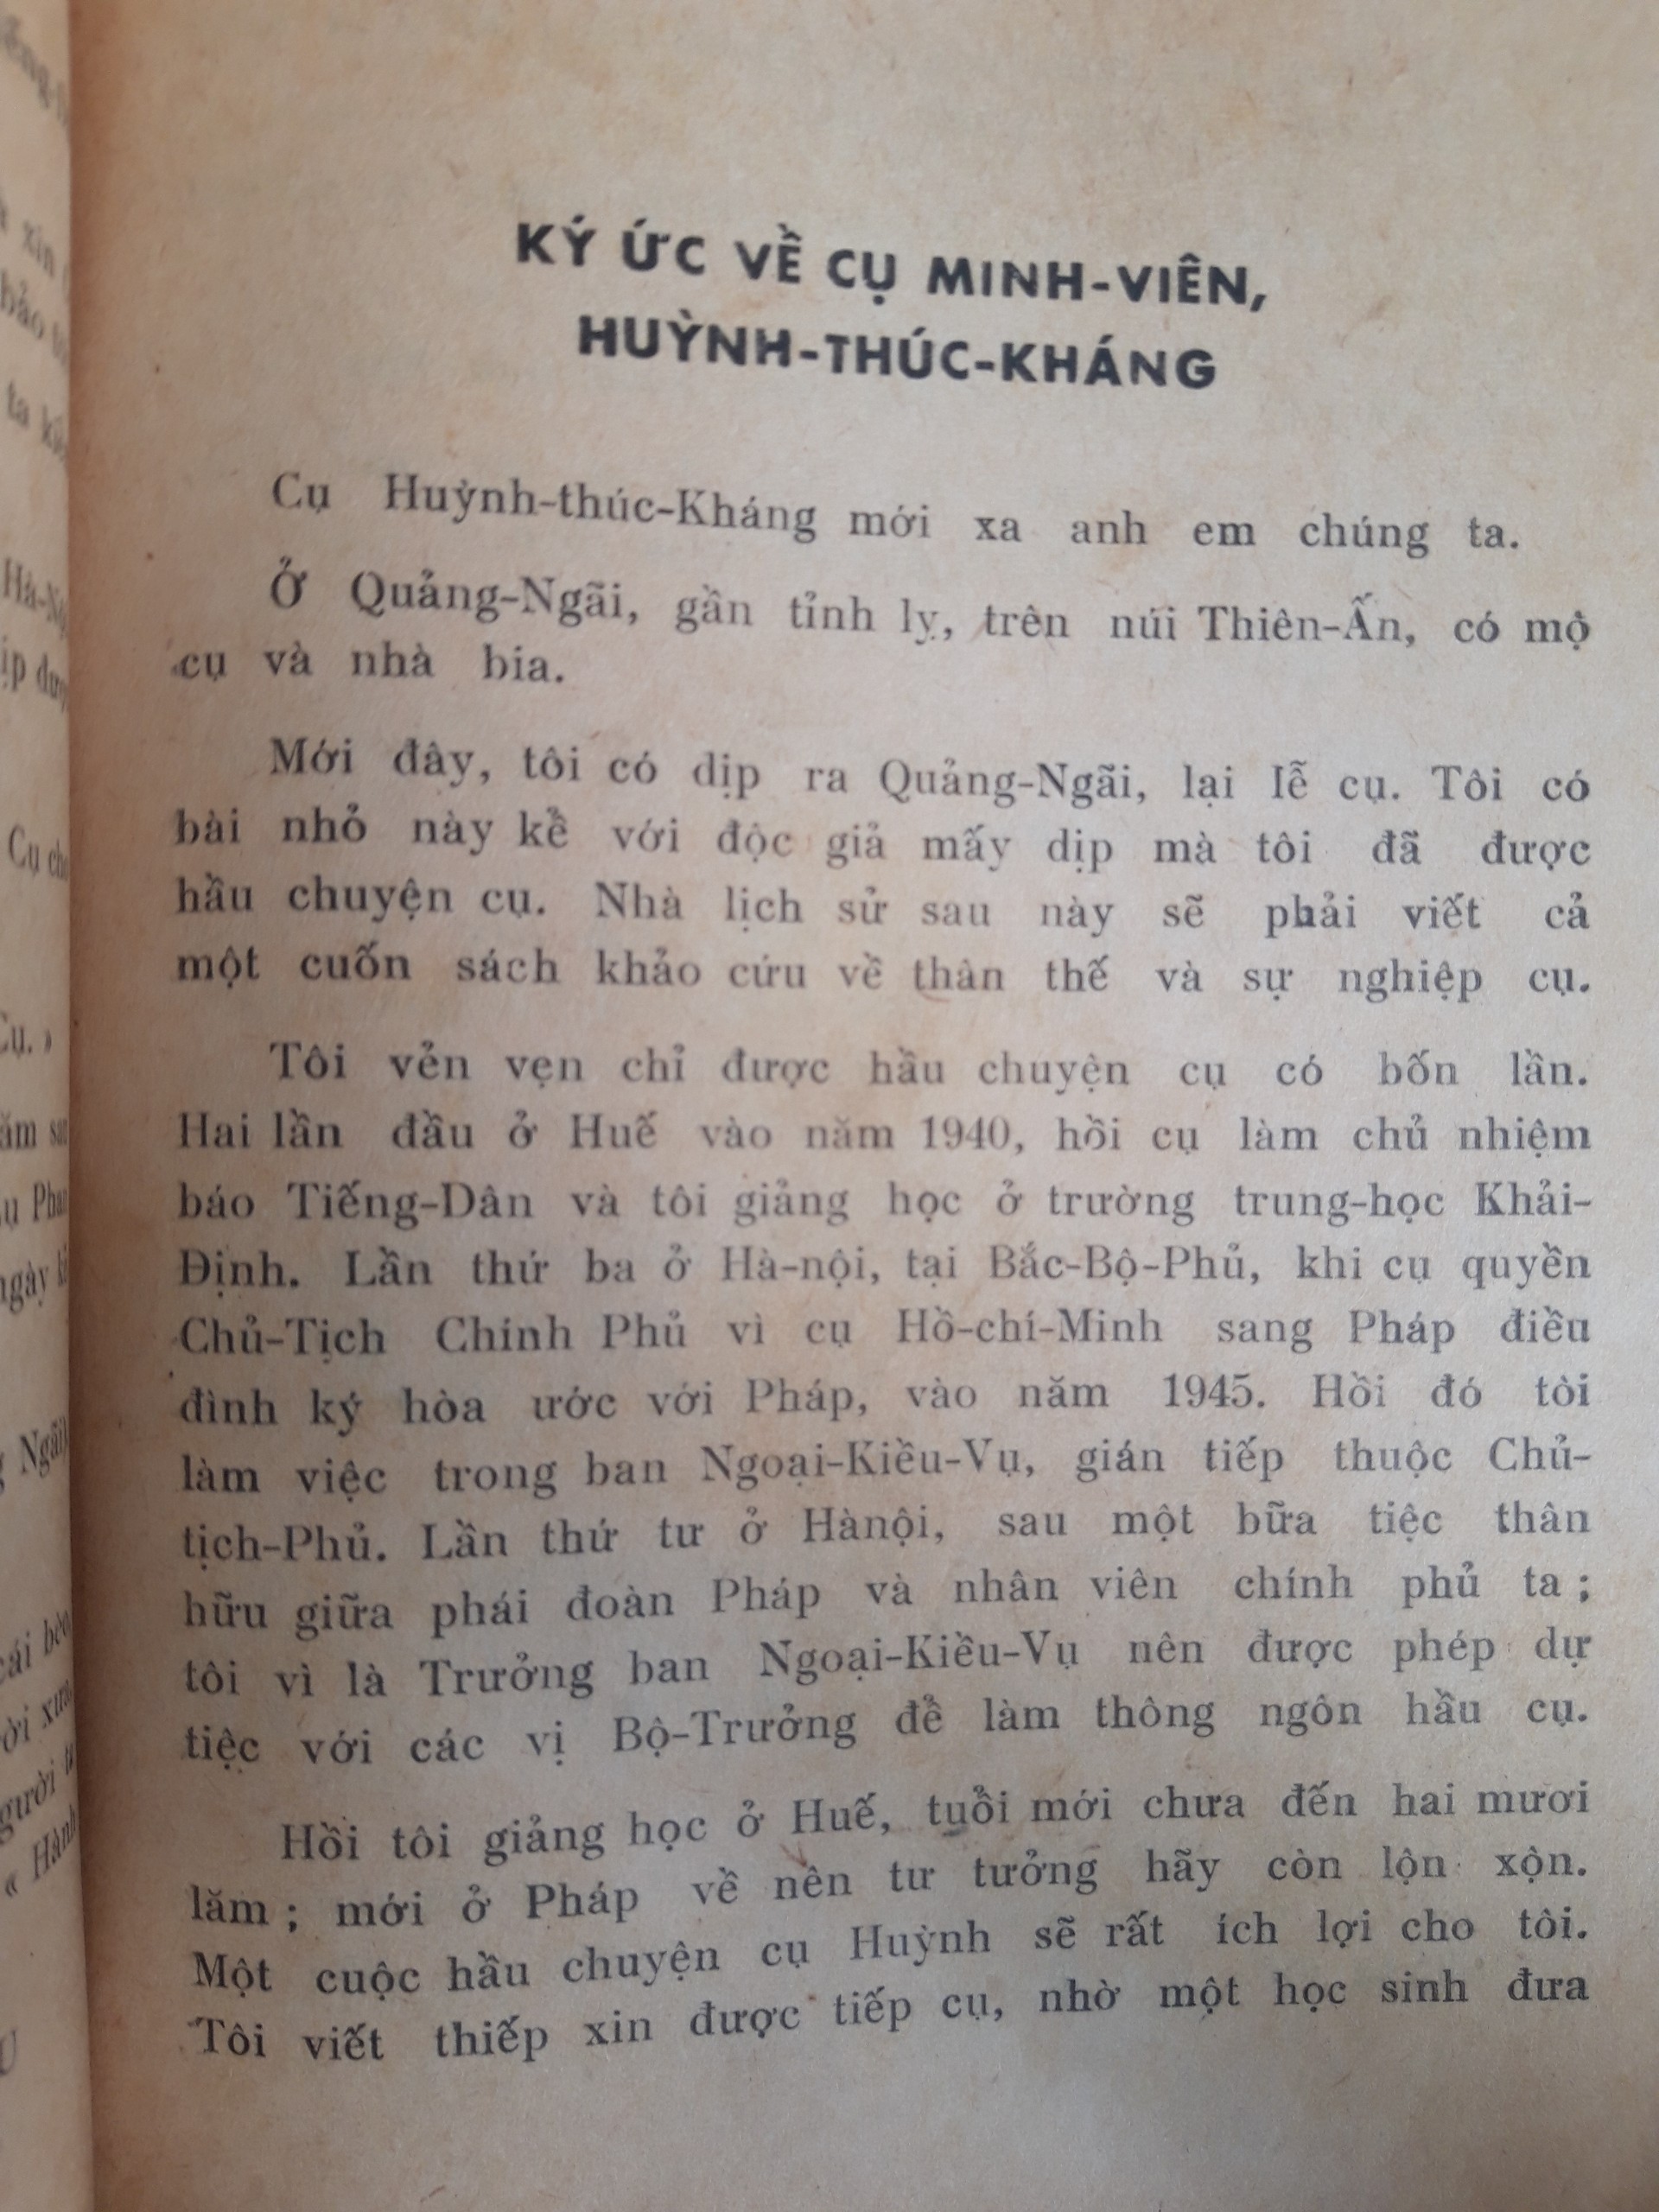 KÝ ỨC VỀ CỤ MINH-VIÊN,
HUỲNH-THÚC-KHÁNG
Cụ Huỳnh-thúc-Kháng mới xa anh em chúng ta.
Ở Quảng-Ngãi, gần tỉnh lỵ, trên núi Thiên-Ấn, có mộ
cụ và nhà bia.
Mới đây, tôi có dịp ra Quảng-Ngãi, lại lễ cụ. Tôi có
bài nhỏ này kể với độc giả mấy dịp mà tôi đã được
hầu chuyện cụ. Nhà lịch sử sau này sẽ phải viết cả
một cuốn sách khảo cứu về thân thế và sự nghiệp cụ.
Tôi vẻn vẹn chỉ được hầu chuyện cụ có bốn lần.
Hai lần đầu ở Huế vào năm 1940, hồi cụ làm chủ nhiệm
báo Tiếng-Dân và tôi giảng học ở trường trung-học Khải-
Định. Lần thứ ba ở Hà-nội, tại Bắc-Bộ-Phủ, khi cụ quyền
Chủ-Tịch Chính Phủ vì cụ Hồ-chí-Minh sang Pháp điều
đình ký hòa ước với Pháp, vào năm 1945. Hồi đó tôi
làm việc trong ban Ngoại-Kiều-Vụ, gián tiếp thuộc Chủ-
tịch-Phủ. Lần thứ tư ở Hànội, sau một bữa tiệc thân
hữu giữa phái đoàn Pháp và nhân viên chính phủ ta ;
tôi vì là Trưởng ban Ngoại-Kiều-Vụ nên được phép dự
tiệc với các vị Bộ-Trưởng để làm thông ngôn hầu cụ.
Hồi tôi giảng học ở Huế, tuổi mới chưa đến hai mươi
lăm ; mới ở Pháp về nên tư tưởng hãy còn lộn xộn.
Một cuộc hầu chuyện cụ Huỳnh sẽ rất ích lợi cho tôi.
Tôi viết thiếp xin được tiếp cụ, nhờ một học sinh đưa